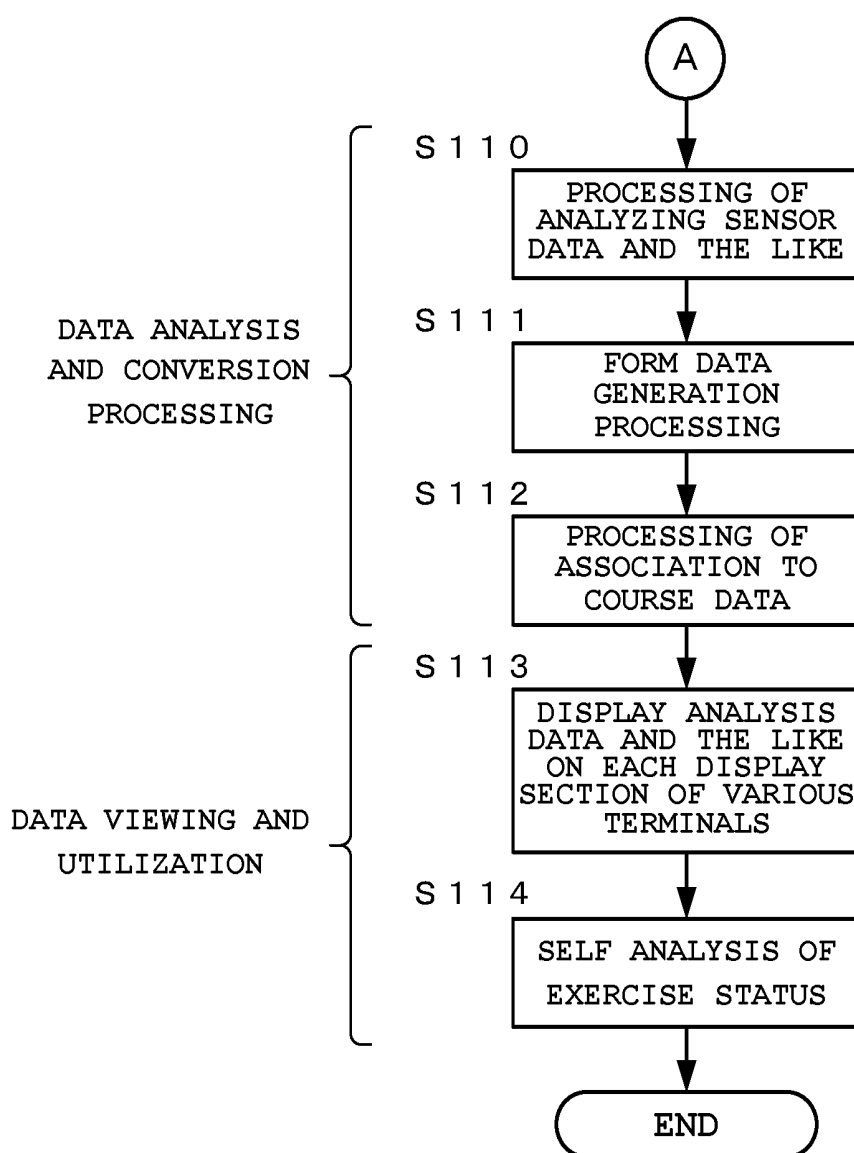 A
S110
PROCESSING OF
ANALYZING SENSOR
DATA AND THE LIKE
S111
DATA ANALYSIS
AND CONVERSION
PROCESSING
FORM DATA
GENERATION
PROCESSING
S112
PROCESSING OF
ASSOCIATION TO
COURSE DATA
S113
DISPLAY ANALYSIS
DATA AND THE LIKE
ON EACH DISPLAY
SECTION OF VARIOUS
TERMINALS
DATA VIEWING AND
UTILIZATION
S114
SELF ANALYSIS OF
EXERCISE STATUS
END